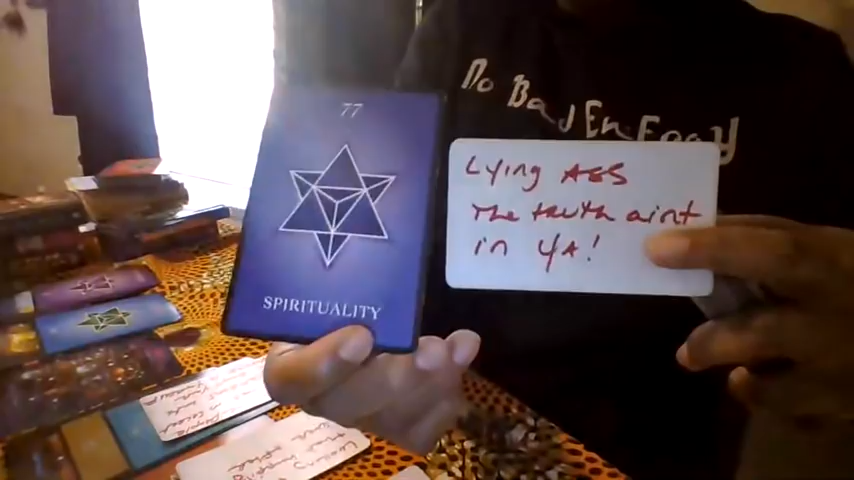 No Bad Energy
77
SPIRITUALITY
Lying Ass
The truth aint
in Ya!